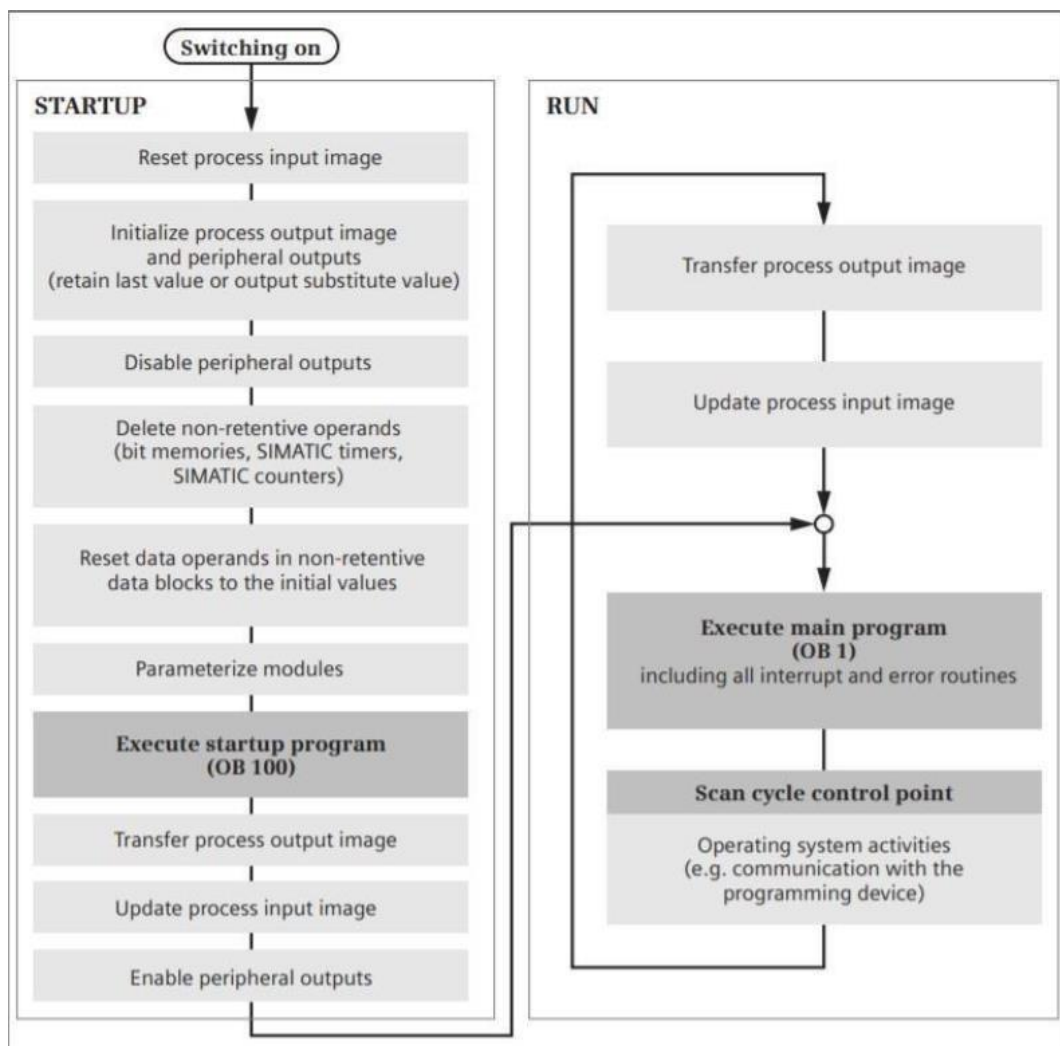 Switching on
STARTUP
Reset process input image
Initialize process output image
and peripheral outputs
(retain last value or output substitute value)
Disable peripheral outputs
Delete non-retentive operands
(bit memories, SIMATIC timers,
SIMATIC counters)
Reset data operands in non-retentive
data blocks to the initial values
Parameterize modules
Execute startup program
(OB 100)
Transfer process output image
Update process input image
Enable peripheral outputs
RUN
Transfer process output image
Update process input image
Execute main program
(OB 1)
including all interrupt and error routines
Scan cycle control point
Operating system activities
(e.g. communication with the
programming device)